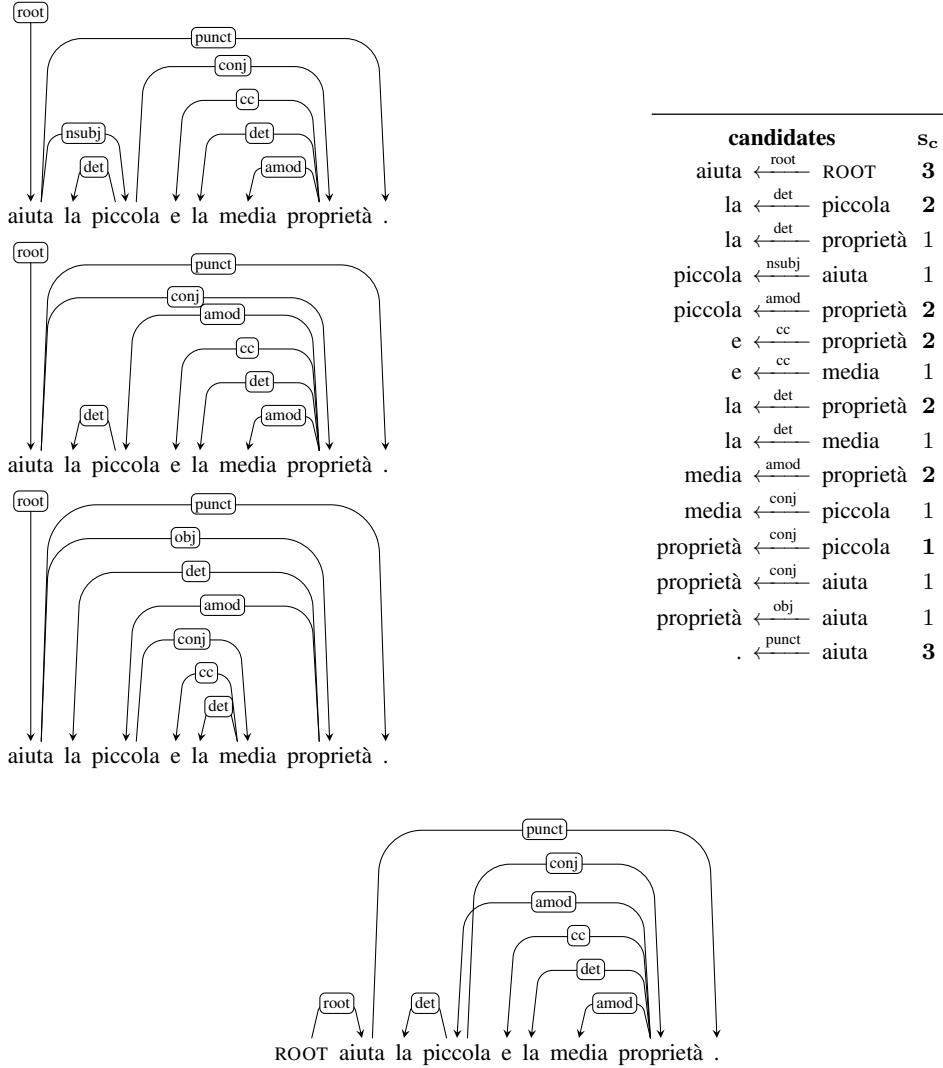 root
punct
conj
cc
nsubj
det
det
amod
aiuta la piccola e la media proprietà .
root
punct
conj
amod
cc
det
det
amod
aiuta la piccola e la media proprietà .
root
punct
obj
det
amod
conj
cc
det
aiuta la piccola e la media proprietà .
candidates s_c
aiuta ←root ROOT 3
la ←det piccola 2
la ←det proprietà 1
piccola ←nsubj aiuta 1
piccola ←amod proprietà 2
e ←cc proprietà 2
e ←cc media 1
la ←det proprietà 2
la ←det media 1
media ←amod proprietà 2
media ←conj piccola 1
proprietà ←conj piccola 1
proprietà ←conj aiuta 1
proprietà ←obj aiuta 1
. ←punct aiuta 3
punct
conj
amod
cc
det
root det amod
ROOT aiuta la piccola e la media proprietà .